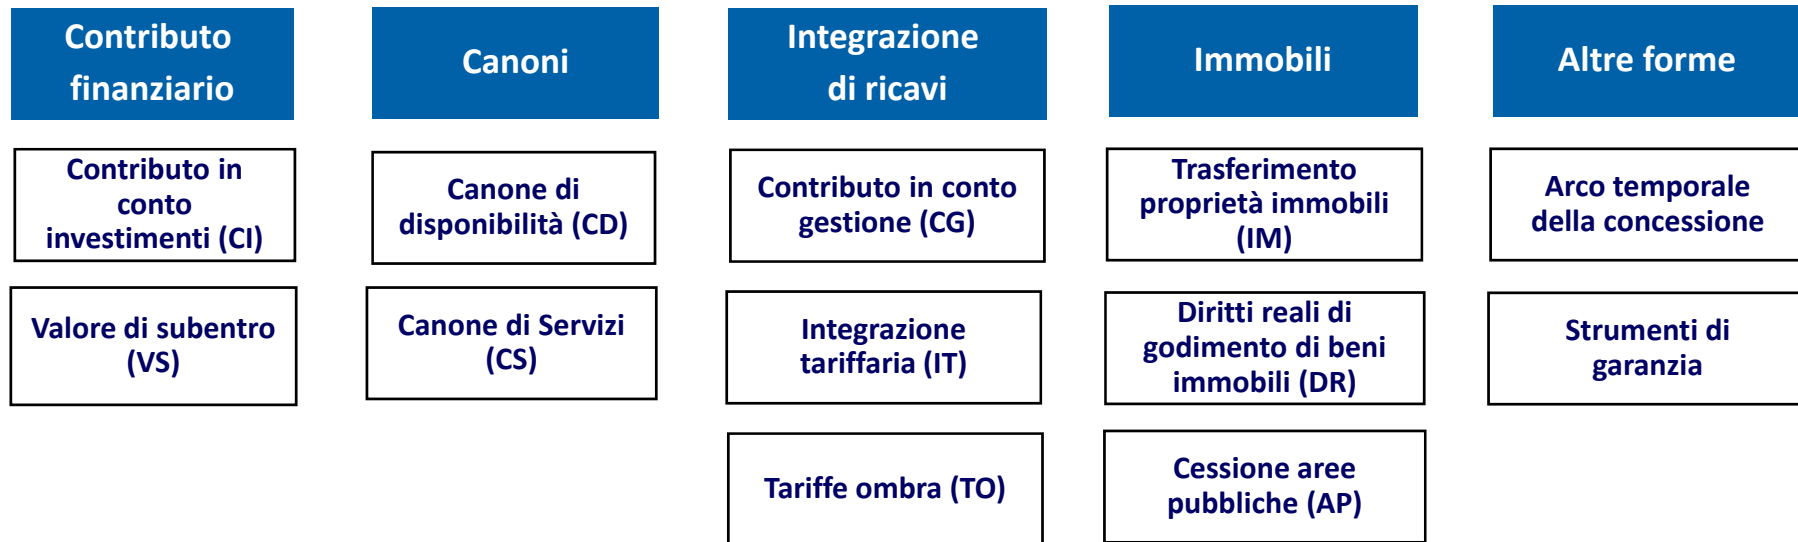 Contributo
finanziario
Canoni
Integrazione
di ricavi
Immobili
Altre forme
Contributo in
conto
investimenti (CI)
Canone di
disponibilità (CD)
Contributo in conto
gestione (CG)
Trasferimento
proprietà immobili
(IM)
Arco temporale
della concessione
Valore di subentro
(VS)
Canone di Servizi
(CS)
Integrazione
tariffaria (IT)
Diritti reali di
godimento di beni
immobili (DR)
Strumenti di
garanzia
Tariffe ombra (TO)
Cessione aree
pubbliche (AP)